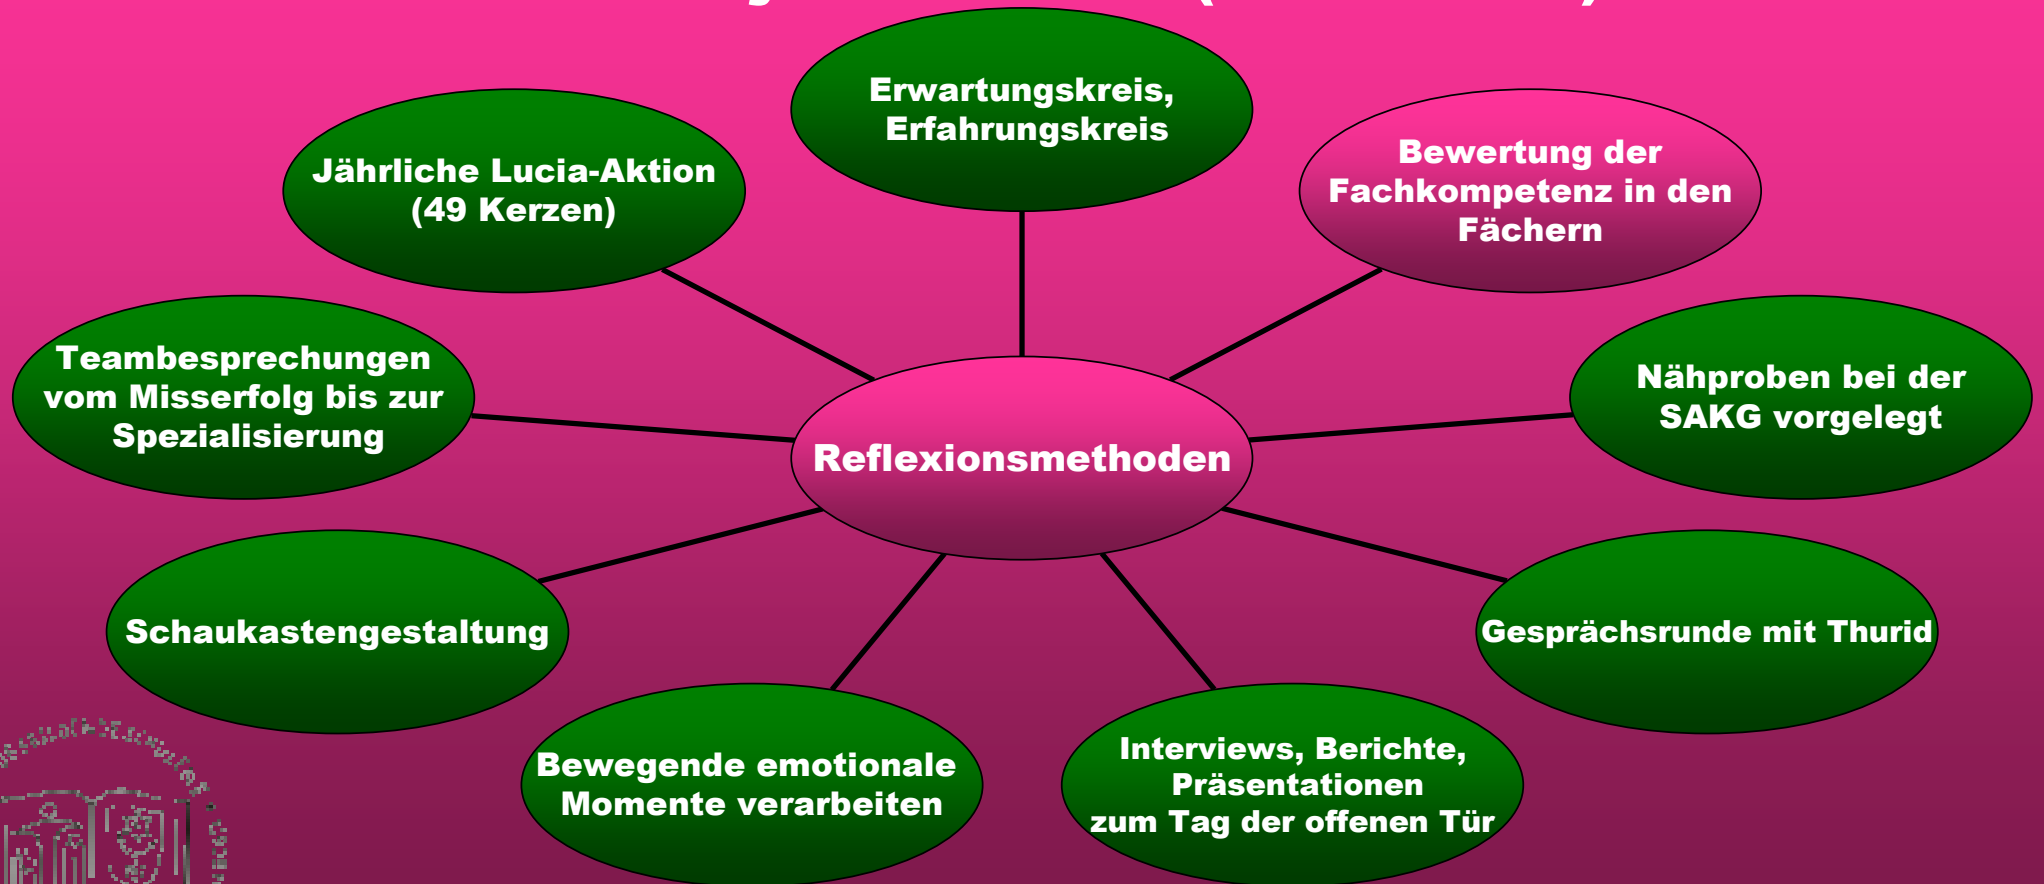 Erwartungskreis,
Erfahrungskreis
Jährliche Lucia-Aktion
(49 Kerzen)
Bewertung der
Fachkompetenz in den
Fächern
Teambesprechungen
vom Misserfolg bis zur
Spezialisierung
Nähproben bei der
SAKG vorgelegt
Reflexionsmethoden
Schaukastengestaltung
Gesprächsrunde mit Thurid
Bewegende emotionale
Momente verarbeiten
Interviews, Berichte,
Präsentationen
zum Tag der offenen Tür